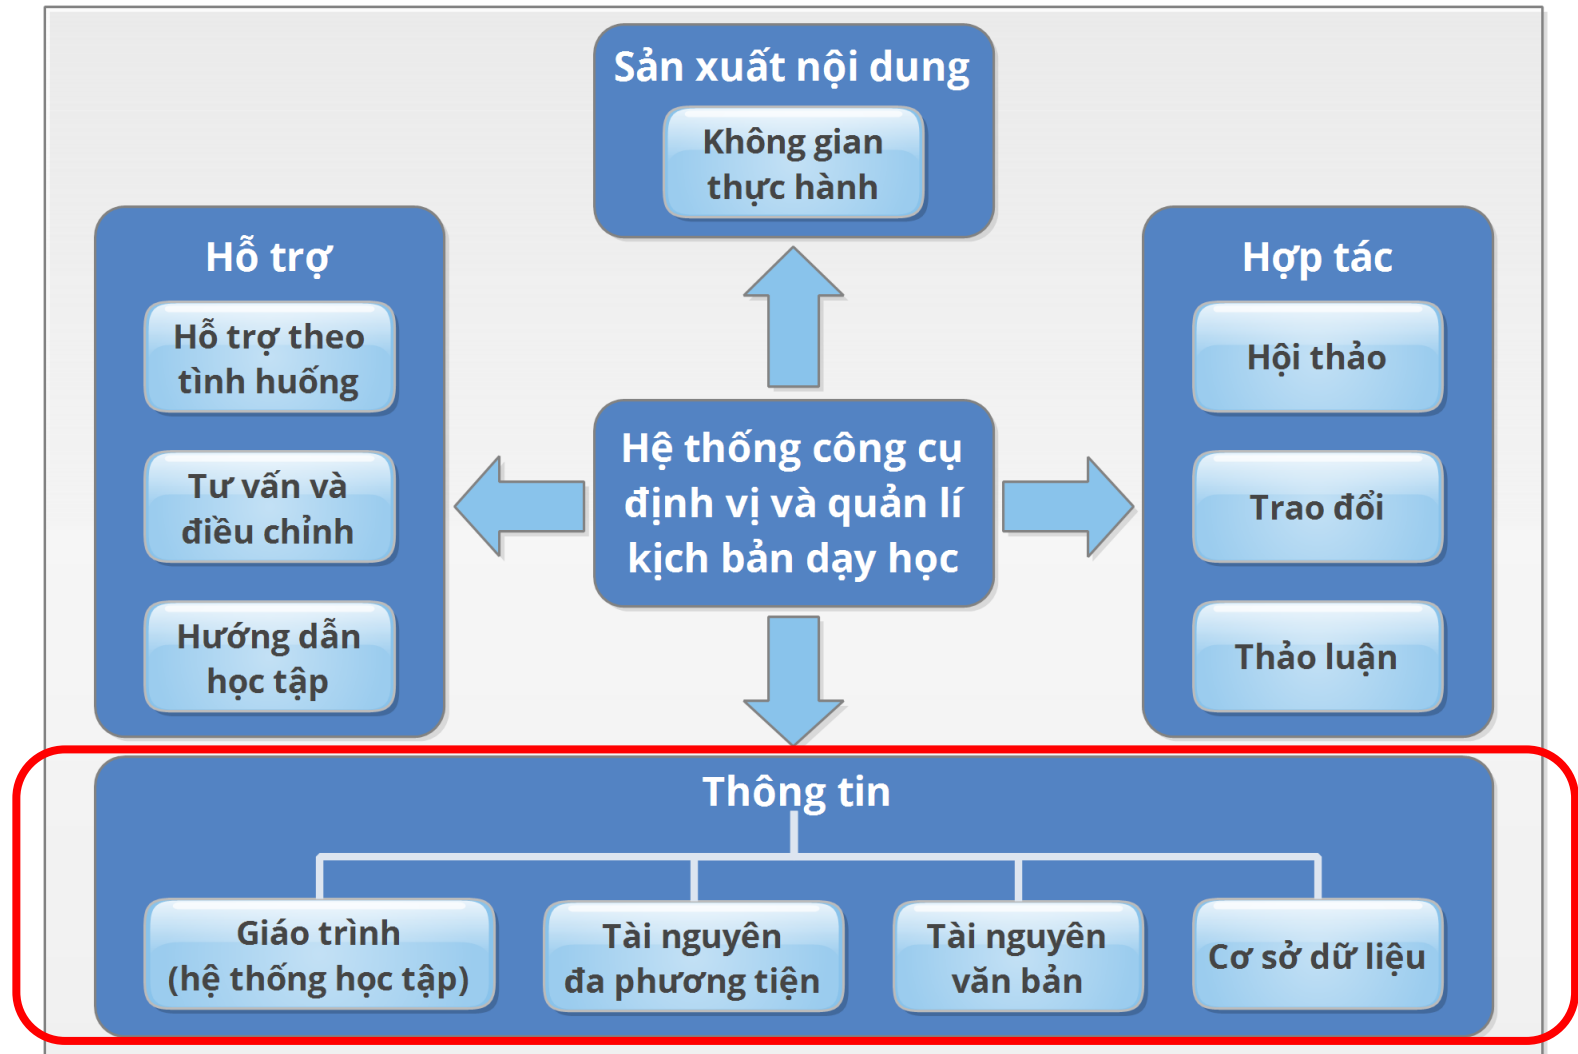 Sản xuất nội dung
Không gian
thực hành
Hỗ trợ
Hỗ trợ theo
tình huống
Tư vấn và
điều chỉnh
Hướng dẫn
học tập
Hệ thống công cụ
định vị và quản lí
kịch bản dạy học
Hợp tác
Hội thảo
Trao đổi
Thảo luận
Thông tin
Giáo trình
(hệ thống học tập)
Tài nguyên
đa phương tiện
Tài nguyên
văn bản
Cơ sở dữ liệu